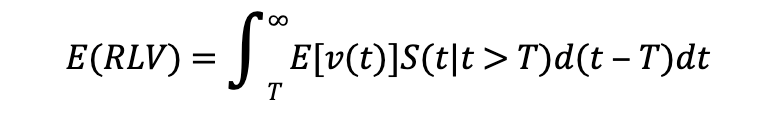 E(RLV) = ∫_T^∞ E[v(t)]S(t|t > T)d(t – T)dt